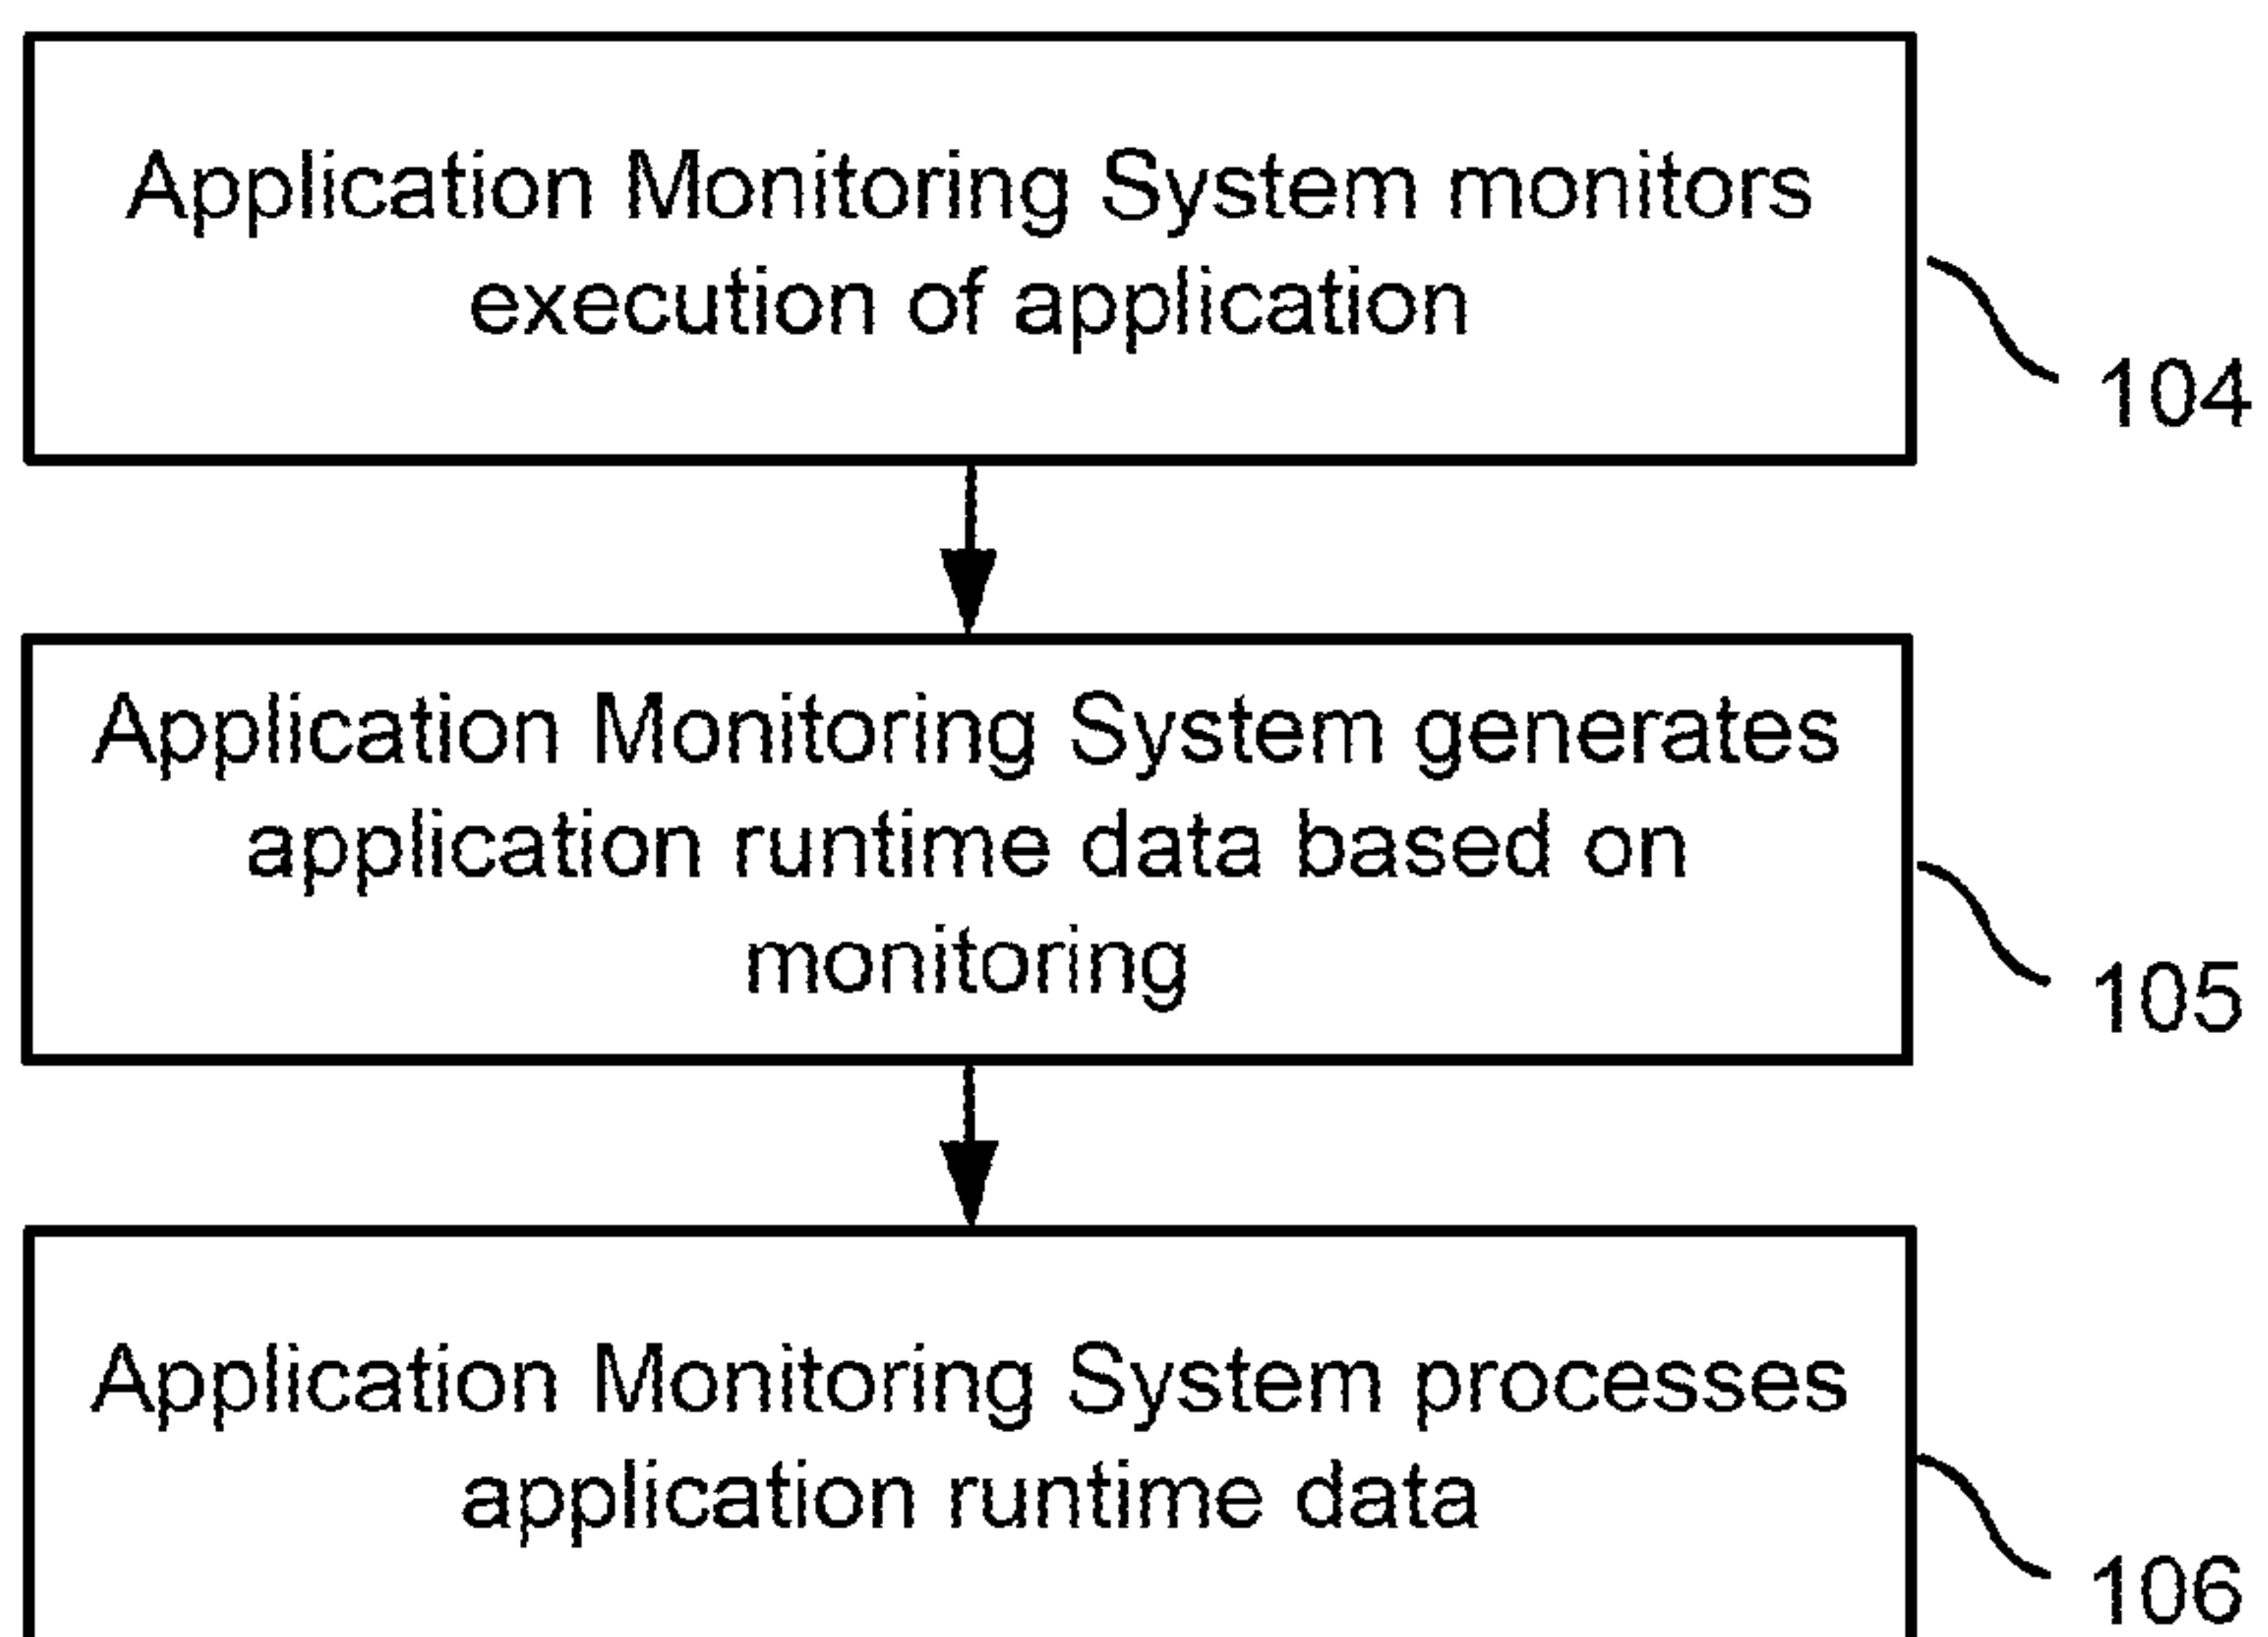 Application Monitoring System monitors
execution of application
104
Application Monitoring System generates
application runtime data based on
monitoring
105
Application Monitoring System processes
application runtime data
106